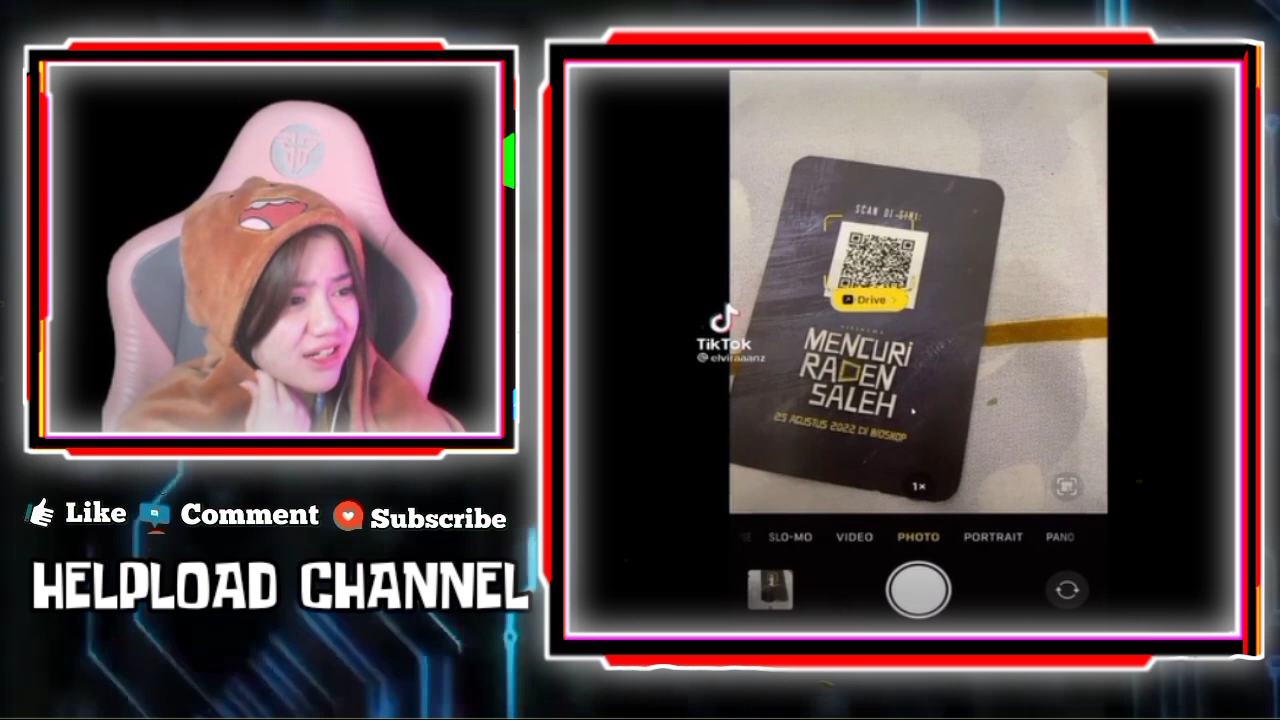 SCAN DI SINI:
Drive
MENCURI
RADEN
SALEH
25 AGUSTUS 2022 DI BIOSKOP
TikTok
@elviraaanz
1×
SLO-MO VIDEO PHOTO PORTRAIT PANO
Like Comment Subscribe
HELPLOAD CHANNEL